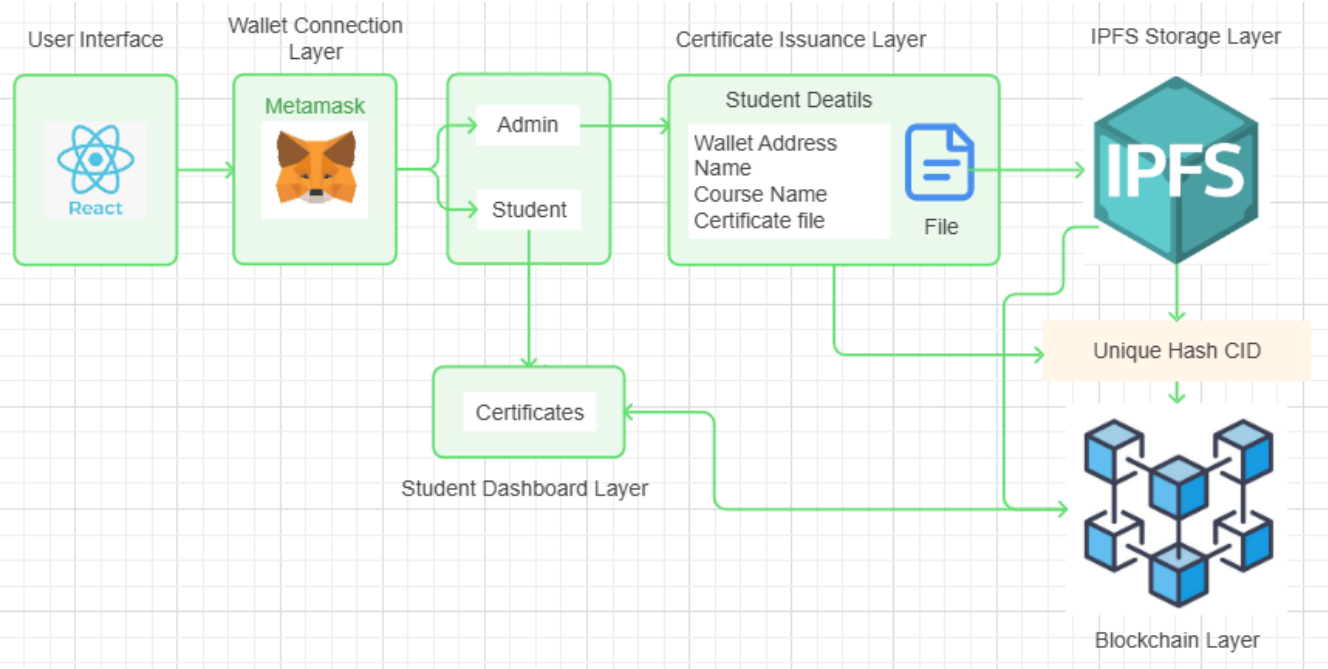 User Interface
Wallet Connection
Layer
Certificate Issuance Layer
IPFS Storage Layer
React
Metamask
Admin
Student
Student Deatils
Wallet Address
Name
Course Name
Certificate file
File
IPFS
Unique Hash CID
Certificates
Student Dashboard Layer
Blockchain Layer